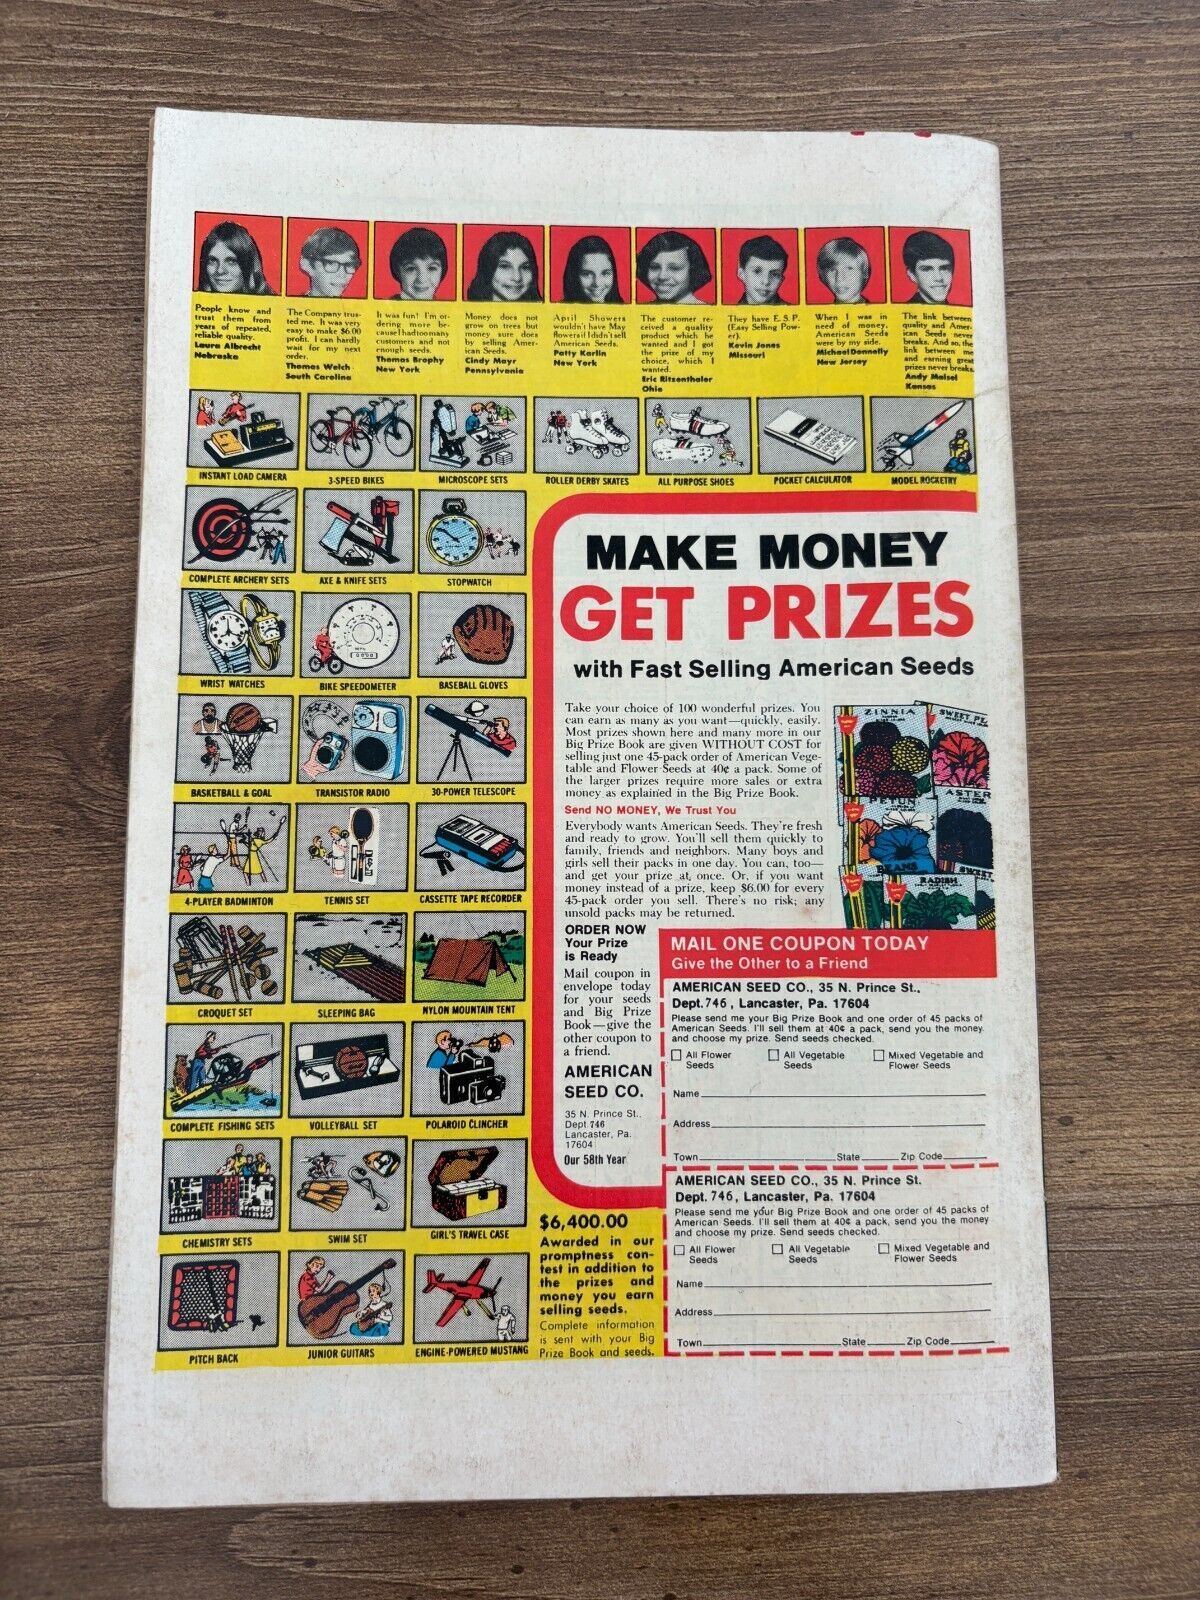 People know and
trust them from
years of repeated,
reliable quality.
Laura Albrecht
Nebraska
The Company trus-
ted me. It was very
easy to make $6.00
profit. I can hardly
wait for my next
order.
Thomas Welch
South Carolina
It was fun! I'm or-
dering more be-
cause I had too many
customers and not
enough seeds.
Thomas Brophy
New York
Money does not
grow on trees but
money sure does
by selling Amer-
ican Seeds.
Cindy Mayr
Pennsylvania
April Showers
wouldn't have May
flowers if I didn't sell
American Seeds.
Patty Karlin
New York
The customer re-
ceived a quality
product which he
wanted and I got
the prize of my
choice, which I
wanted.
Eric Ritzenthaler
Ohio
They have E.S.P.
(Easy Selling Pow-
er).
Kevin Jones
Missouri
When I was in
need of money,
American Seeds
were by my side.
Michael Donnelly
New Jersey
The link between
quality and Amer-
ican Seeds never
breaks. And so, the
link between me
and earning great
prizes never breaks.
Andy Maisel
Kansas
INSTANT LOAD CAMERA
3-SPEED BIKES
MICROSCOPE SETS
ROLLER DERBY SKATES
ALL PURPOSE SHOES
POCKET CALCULATOR
MODEL ROCKETRY
COMPLETE ARCHERY SETS
AXE & KNIFE SETS
STOPWATCH
WRIST WATCHES
BIKE SPEEDOMETER
BASEBALL GLOVES
BASKETBALL & GOAL
TRANSISTOR RADIO
30-POWER TELESCOPE
4-PLAYER BADMINTON
TENNIS SET
CASSETTE TAPE RECORDER
CROQUET SET
SLEEPING BAG
NYLON MOUNTAIN TENT
COMPLETE FISHING SETS
VOLLEYBALL SET
POLAROID CLINCHER
CHEMISTRY SETS
SWIM SET
GIRL'S TRAVEL CASE
PITCH BACK
JUNIOR GUITARS
ENGINE-POWERED MUSTANG
MAKE MONEY
GET PRIZES
with Fast Selling American Seeds
Take your choice of 100 wonderful prizes. You
can earn as many as you want—quickly, easily.
Most prizes shown here and many more in our
Big Prize Book are given WITHOUT COST for
selling just one 45-pack order of American Vege-
table and Flower Seeds at 40¢ a pack. Some of
the larger prizes require more sales or extra
money as explained in the Big Prize Book.
Send NO MONEY, We Trust You
Everybody wants American Seeds. They're fresh
and ready to grow. You'll sell them quickly to
family, friends and neighbors. Many boys and
girls sell their packs in one day. You can, too—
and get your prize at once. Or, if you want
money instead of a prize, keep $6.00 for every
45-pack order you sell. There's no risk; any
unsold packs may be returned.
ZINNIA
SWEET PE
ASTER
PETUN
BEANS
SWEET
RADISH
ORDER NOW
Your Prize
is Ready
Mail coupon in
envelope today
for your seeds
and Big Prize
Book—give the
other coupon to
a friend.
AMERICAN
SEED CO.
35 N. Prince St.,
Dept. 746
Lancaster, Pa.
17604
Our 58th Year
$6,400.00
Awarded in our
promptness con-
test in addition to
the prizes and
money you earn
selling seeds.
Complete information
is sent with your Big
Prize Book and seeds.
MAIL ONE COUPON TODAY
Give the Other to a Friend
AMERICAN SEED CO., 35 N. Prince St.,
Dept. 746, Lancaster, Pa. 17604
Please send me your Big Prize Book and one order of 45 packs of
American Seeds. I'll sell them at 40¢ a pack, send you the money
and choose my prize. Send seeds checked.
All Flower
Seeds
All Vegetable
Seeds
Mixed Vegetable and
Flower Seeds
Name
Address
Town State Zip Code
AMERICAN SEED CO., 35 N. Prince St.
Dept. 746, Lancaster, Pa. 17604
Please send me your Big Prize Book and one order of 45 packs of
American Seeds. I'll sell them at 40¢ a pack, send you the money
and choose my prize. Send seeds checked.
All Flower
Seeds
All Vegetable
Seeds
Mixed Vegetable and
Flower Seeds
Name
Address
Town State Zip Code